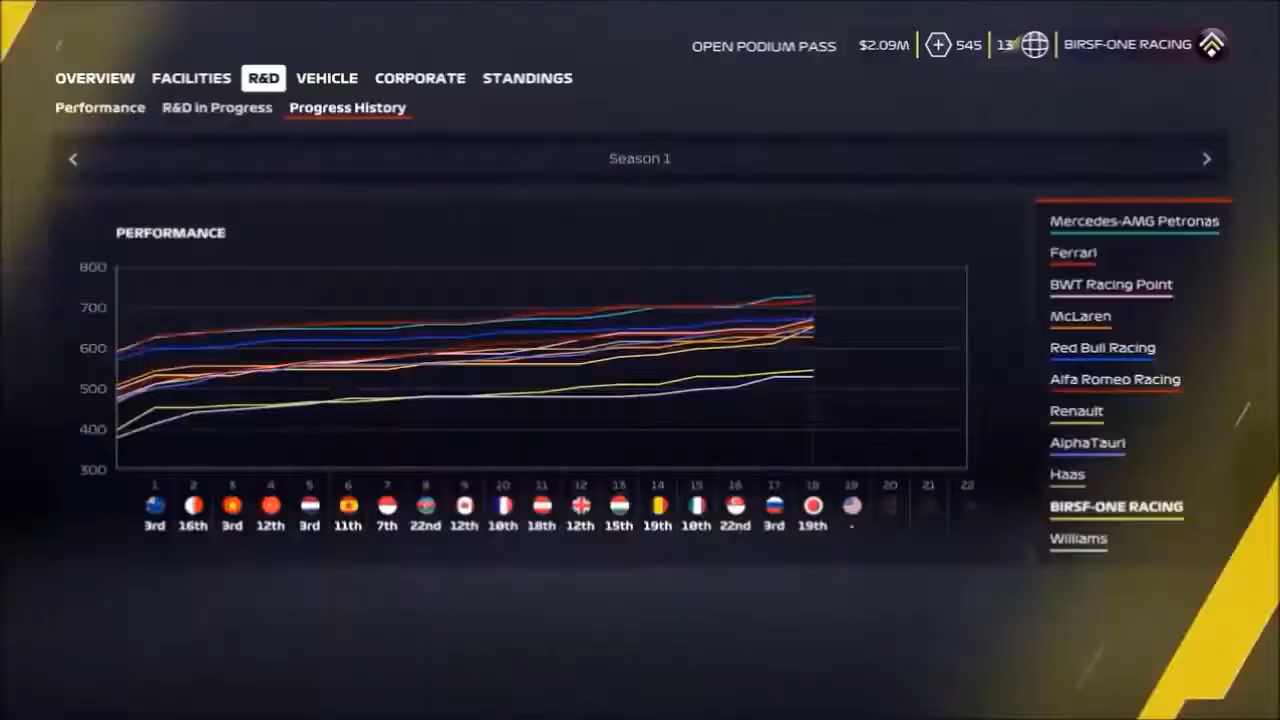 OPEN PODIUM PASS $2.09M 545 13 BIRSF-ONE RACING
OVERVIEW FACILITIES R&D VEHICLE CORPORATE STANDINGS
Performance R&D in Progress Progress History
Season 1
PERFORMANCE
800
700
600
500
400
300
1 2 3 4 5 6 7 8 9 10 11 12 13 14 15 16 17 18 19 20 21 22
3rd 16th 3rd 12th 3rd 11th 7th 22nd 12th 10th 18th 12th 15th 19th 10th 22nd 3rd 19th -
Mercedes-AMG Petronas
Ferrari
BWT Racing Point
McLaren
Red Bull Racing
Alfa Romeo Racing
Renault
AlphaTauri
Haas
BIRSF-ONE RACING
Williams